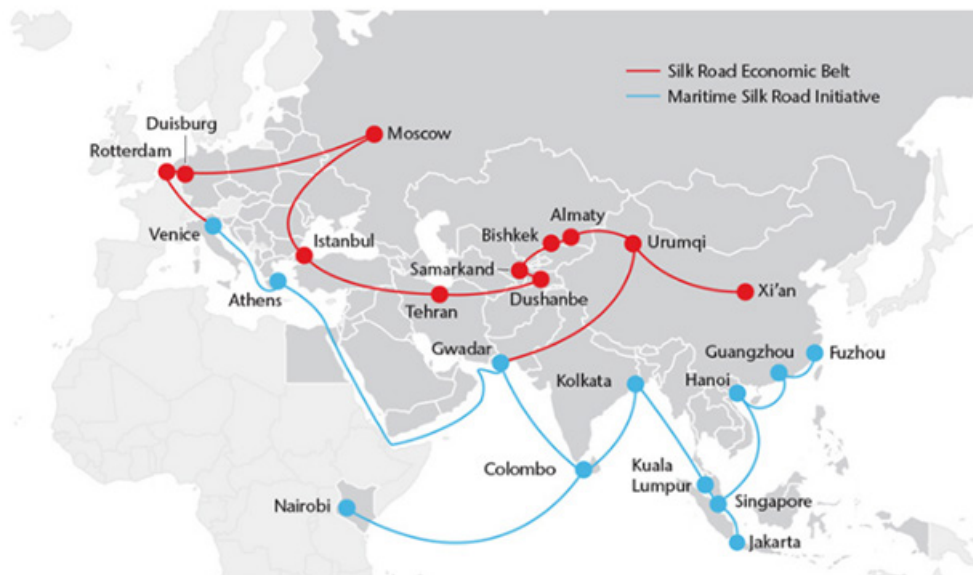 Silk Road Economic Belt
Maritime Silk Road Initiative
Duisburg
Rotterdam
Moscow
Venice
Istanbul
Athens
Tehran
Almaty
Bishkek
Urumqi
Samarkand
Dushanbe
Xi'an
Gwadar
Kolkata
Guangzhou
Fuzhou
Hanoi
Colombo
Kuala
Lumpur
Singapore
Jakarta
Nairobi